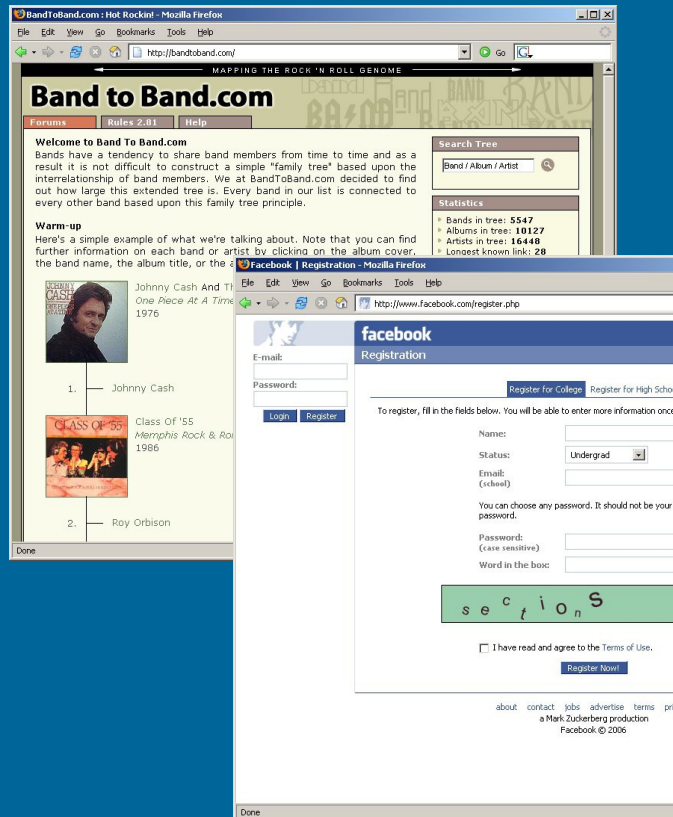 BandToBand.com : Hot Rockin! - Mozilla Firefox
File Edit View Go Bookmarks Tools Help
http://bandtoband.com/ Go
MAPPING THE ROCK 'N ROLL GENOME
Band to Band.com
Forums Rules 2.81 Help
Welcome to Band To Band.com
Bands have a tendency to share band members from time to time and as a
result it is not difficult to construct a simple "family tree" based upon the
interrelationship of band members. We at BandToBand.com decided to find
out how large this extended tree is. Every band in our list is connected to
every other band based upon this family tree principle.
Warm-up
Here's a simple example of what we're talking about. Note that you can find
further information on each band or artist by clicking on the album cover,
the band name, the album title, or the
Search Tree
Band / Album / Artist
Statistics
Bands in tree: 5547
Albums in tree: 10127
Artists in tree: 16448
Longest known link: 28
JOHNNY CASH
Johnny Cash And
One Piece At A Time
1976
1. Johnny Cash
CLASS OF '55
Class Of '55
Memphis Rock &
1986
2. Roy Orbison
Done
Facebook | Registration - Mozilla Firefox
File Edit View Go Bookmarks Tools Help
http://www.facebook.com/register.php
facebook
Registration
E-mail:
Password:
Login Register
Register for College Register for High
To register, fill in the fields below. You will be able to enter more information once
Name:
Status: Undergrad
Email:
(school)
You can choose any password. It should not be your
password.
Password:
(case sensitive)
Word in the box:
sections
I have read and agree to the Terms of Use.
Register Now!
about contact jobs advertise terms
a Mark Zuckerberg production
Facebook © 2006
Done